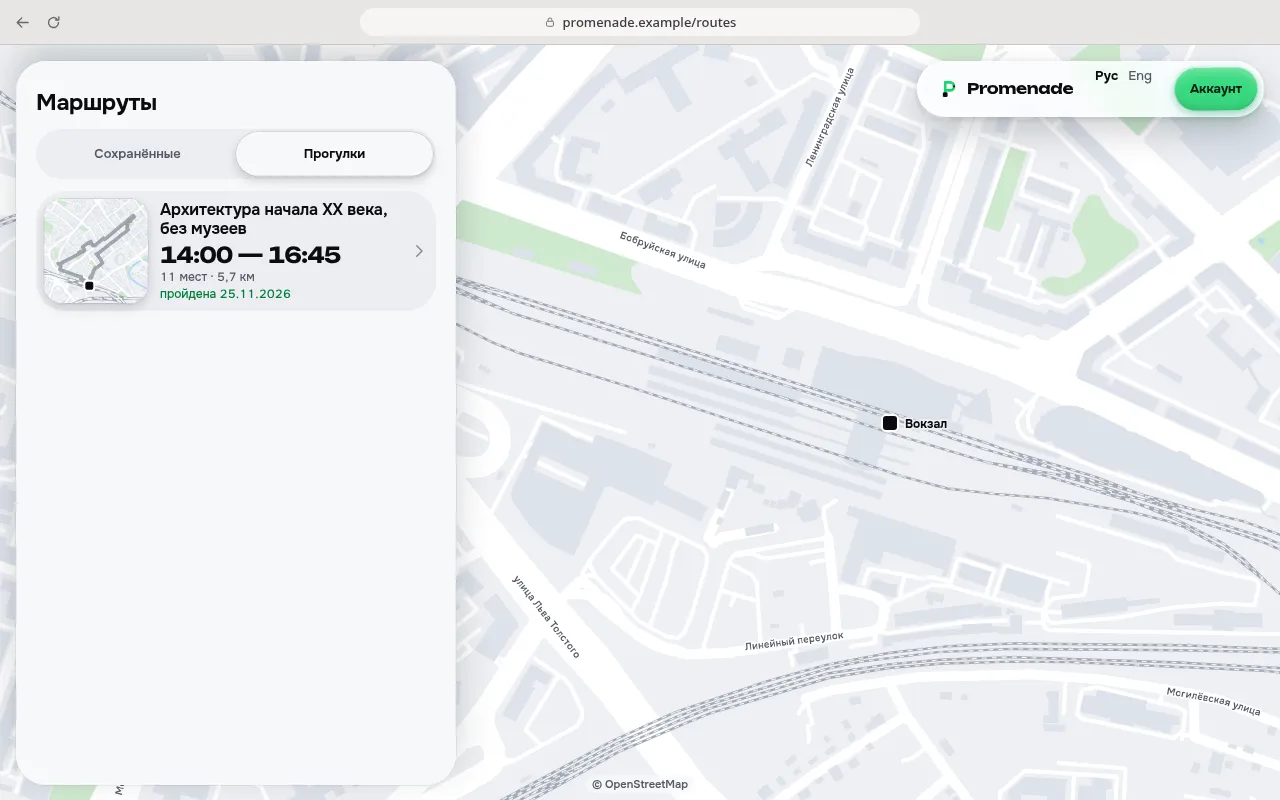 promenade.example/routes
Маршруты
Сохранённые
Прогулки
Архитектура начала XX века,
без музеев
14:00 — 16:45
11 мест · 5,7 км
пройдена 25.11.2026
Promenade
Рус
Eng
Аккаунт
Ленинградская улица
Бобруйская улица
Вокзал
улица Льва Толстого
Линейный переулок
Могилёвская улица
© OpenStreetMap